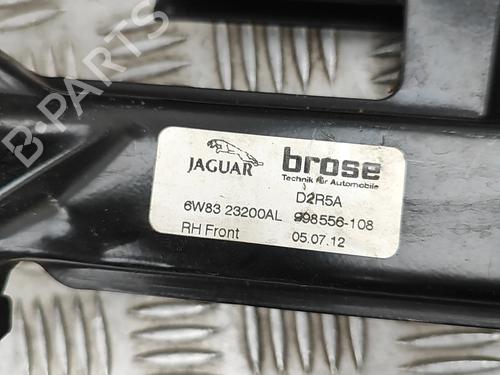 B-PARTS
JAGUAR
brose
Technik für Automobile
D2R5A
6W83 23200AL 998556-108
RH Front 05.07.12